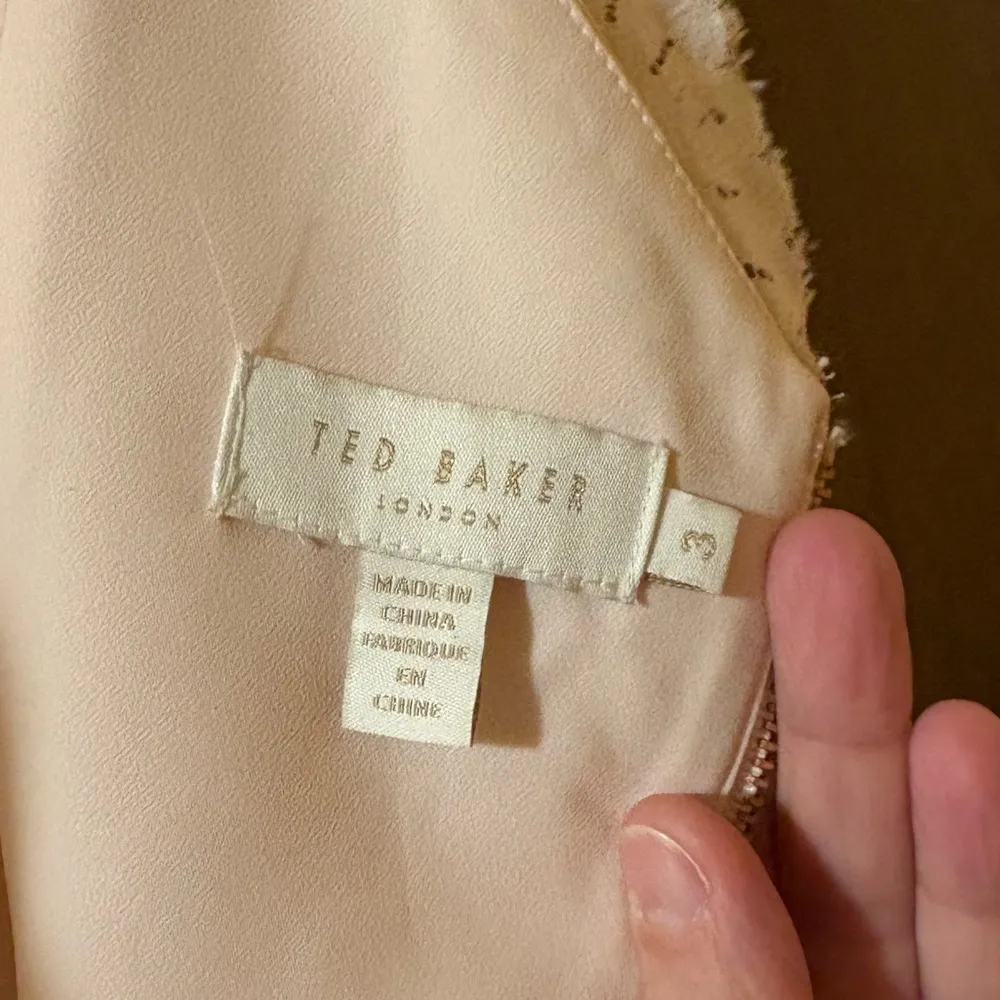 TED BAKER
LONDON
3
MADE IN
CHINA
FABRIQUE
EN
CHINE